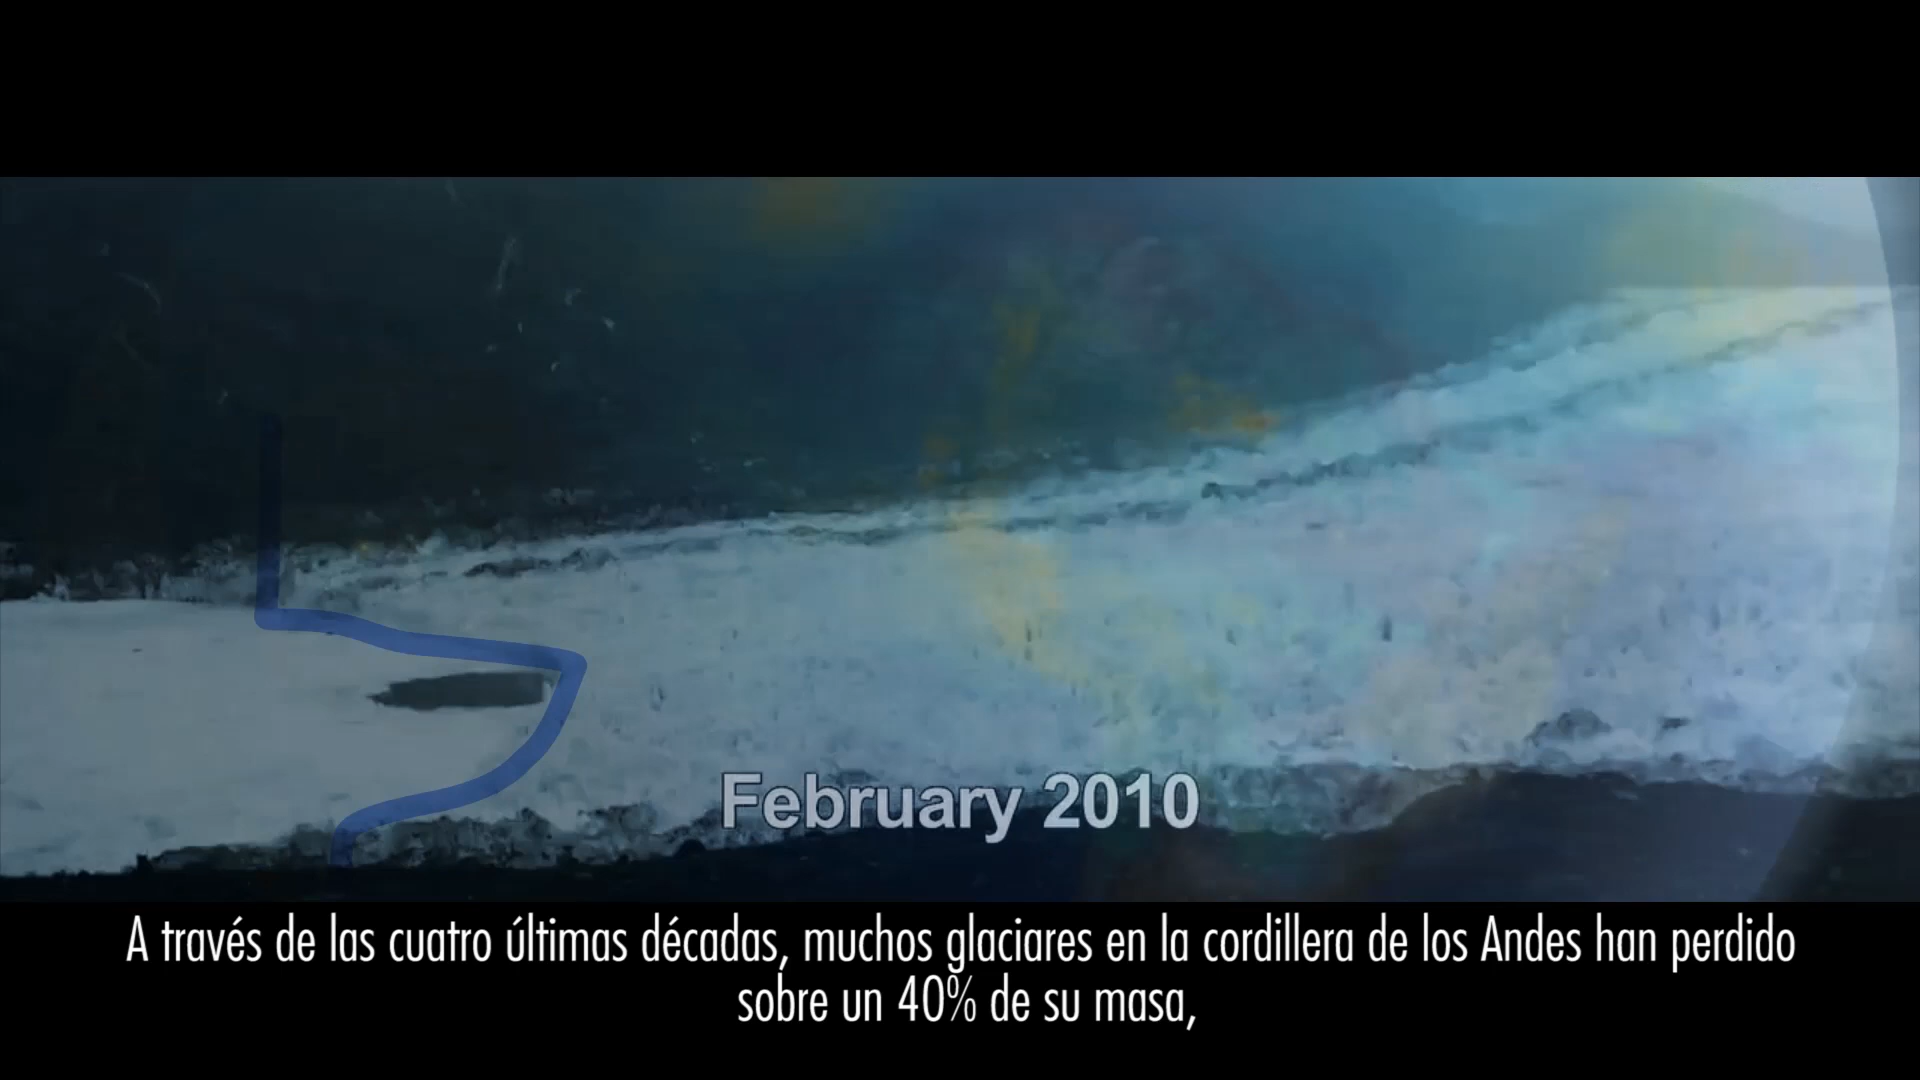 February 2010
A través de las cuatro últimas décadas, muchos glaciares en la cordillera de los Andes han perdido
sobre un 40% de su masa,